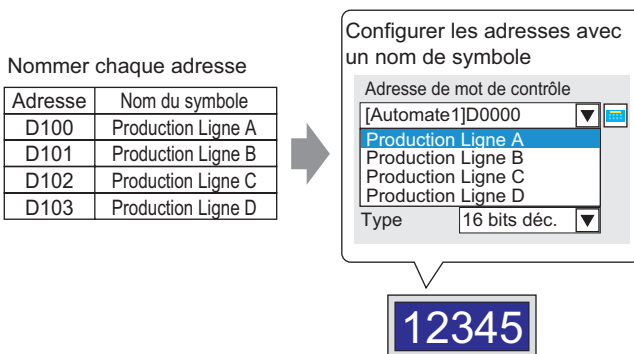 Nommer chaque adresse
Adresse Nom du symbole
D100 Production Ligne A
D101 Production Ligne B
D102 Production Ligne C
D103 Production Ligne D
Configurer les adresses avec
un nom de symbole
Adresse de mot de contrôle
[Automate1]D0000
Production Ligne A
Production Ligne B
Production Ligne C
Production Ligne D
Type 16 bits déc.
12345